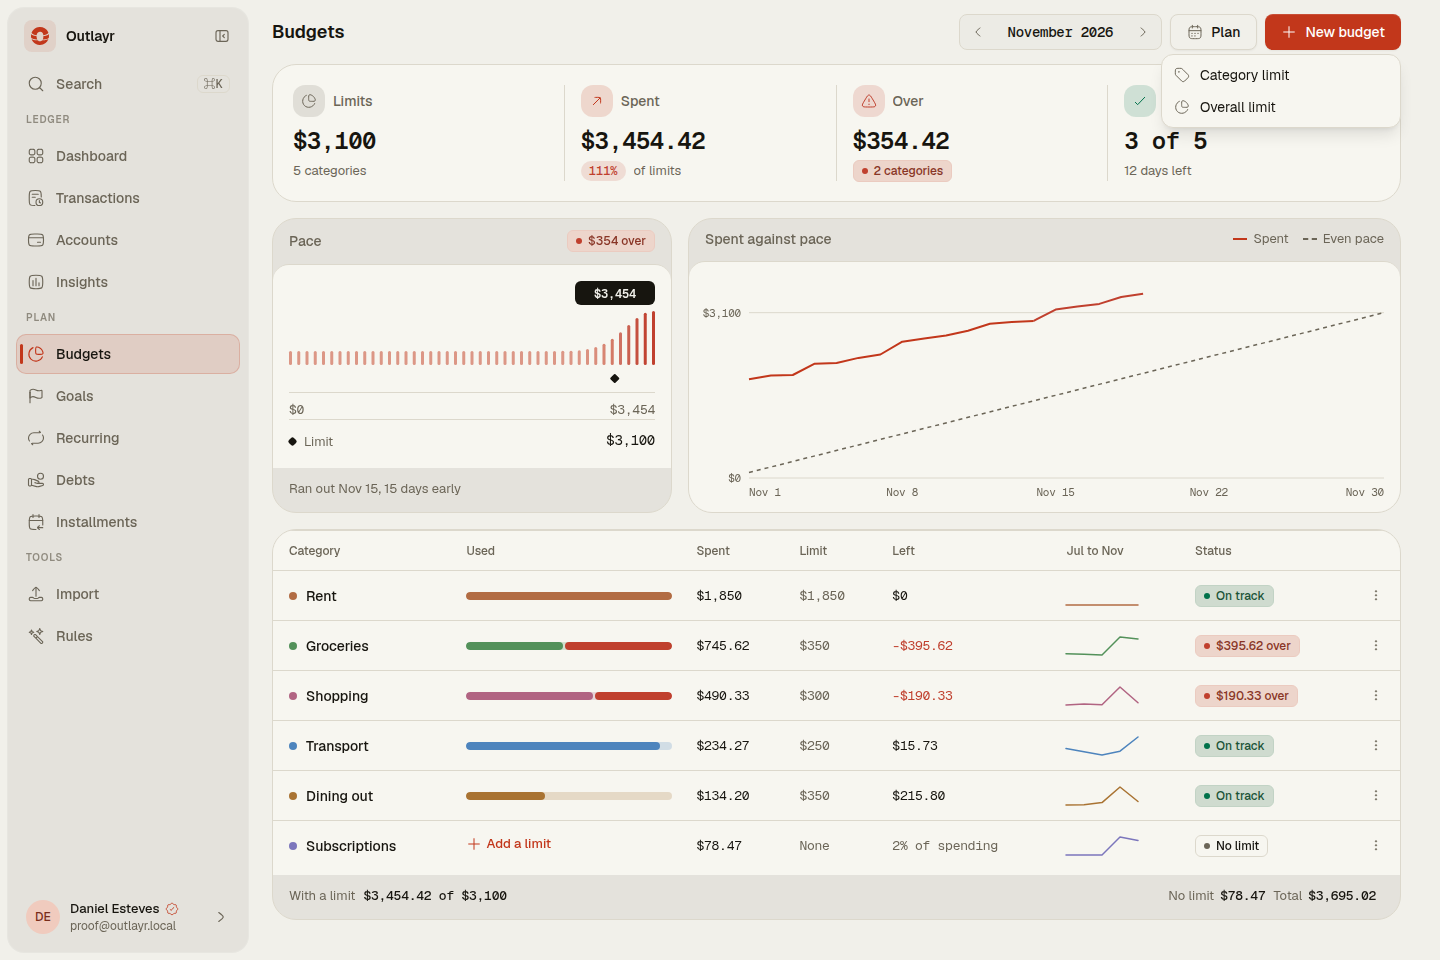 Outlayr
Search
⌘K
LEDGER
Dashboard
Transactions
Accounts
Insights
PLAN
Budgets
Goals
Recurring
Debts
Installments
TOOLS
Import
Rules
DE
Daniel Esteves
proof@outlayr.local
Budgets
November 2026
Plan
New budget
Category limit
Overall limit
Limits
$3,100
5 categories
Spent
$3,454.42
111% of limits
Over
$354.42
2 categories
3 of 5
12 days left
Pace
$354 over
$3,454
$0 $3,454
Limit $3,100
Ran out Nov 15, 15 days early
Spent against pace
Spent Even pace
$3,100
$0
Nov 1 Nov 8 Nov 15 Nov 22 Nov 30
Category Used Spent Limit Left Jul to Nov Status
Rent $1,850 $1,850 $0 On track
Groceries $745.62 $350 -$395.62 $395.62 over
Shopping $490.33 $300 -$190.33 $190.33 over
Transport $234.27 $250 $15.73 On track
Dining out $134.20 $350 $215.80 On track
Subscriptions Add a limit $78.47 None 2% of spending No limit
With a limit $3,454.42 of $3,100 No limit $78.47 Total $3,695.02